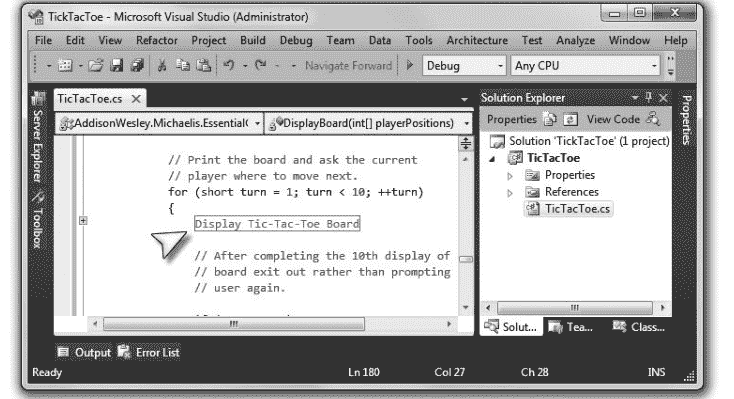 TickTacToe - Microsoft Visual Studio (Administrator)
File Edit View Refactor Project Build Debug Team Data Tools Architecture Test Analyze Window Help
Navigate Forward Debug Any CPU
TicTacToe.cs
Solution Explorer
AddisonWesley.Michaelis.Essential( DisplayBoard(int[] playerPositions)
Properties View Code
// Print the board and ask the current
// player where to move next.
for (short turn = 1; turn < 10; ++turn)
{
Display Tic-Tac-Toe Board
// After completing the 10th display of
// board exit out rather than prompting
// user again.
Solution 'TickTacToe' (1 project)
TicTacToe
Properties
References
TicTacToe.cs
Solut... Tea... Class...
Server Explorer
Toolbox
Properties
Output Error List
Ready Ln 180 Col 27 Ch 28 INS